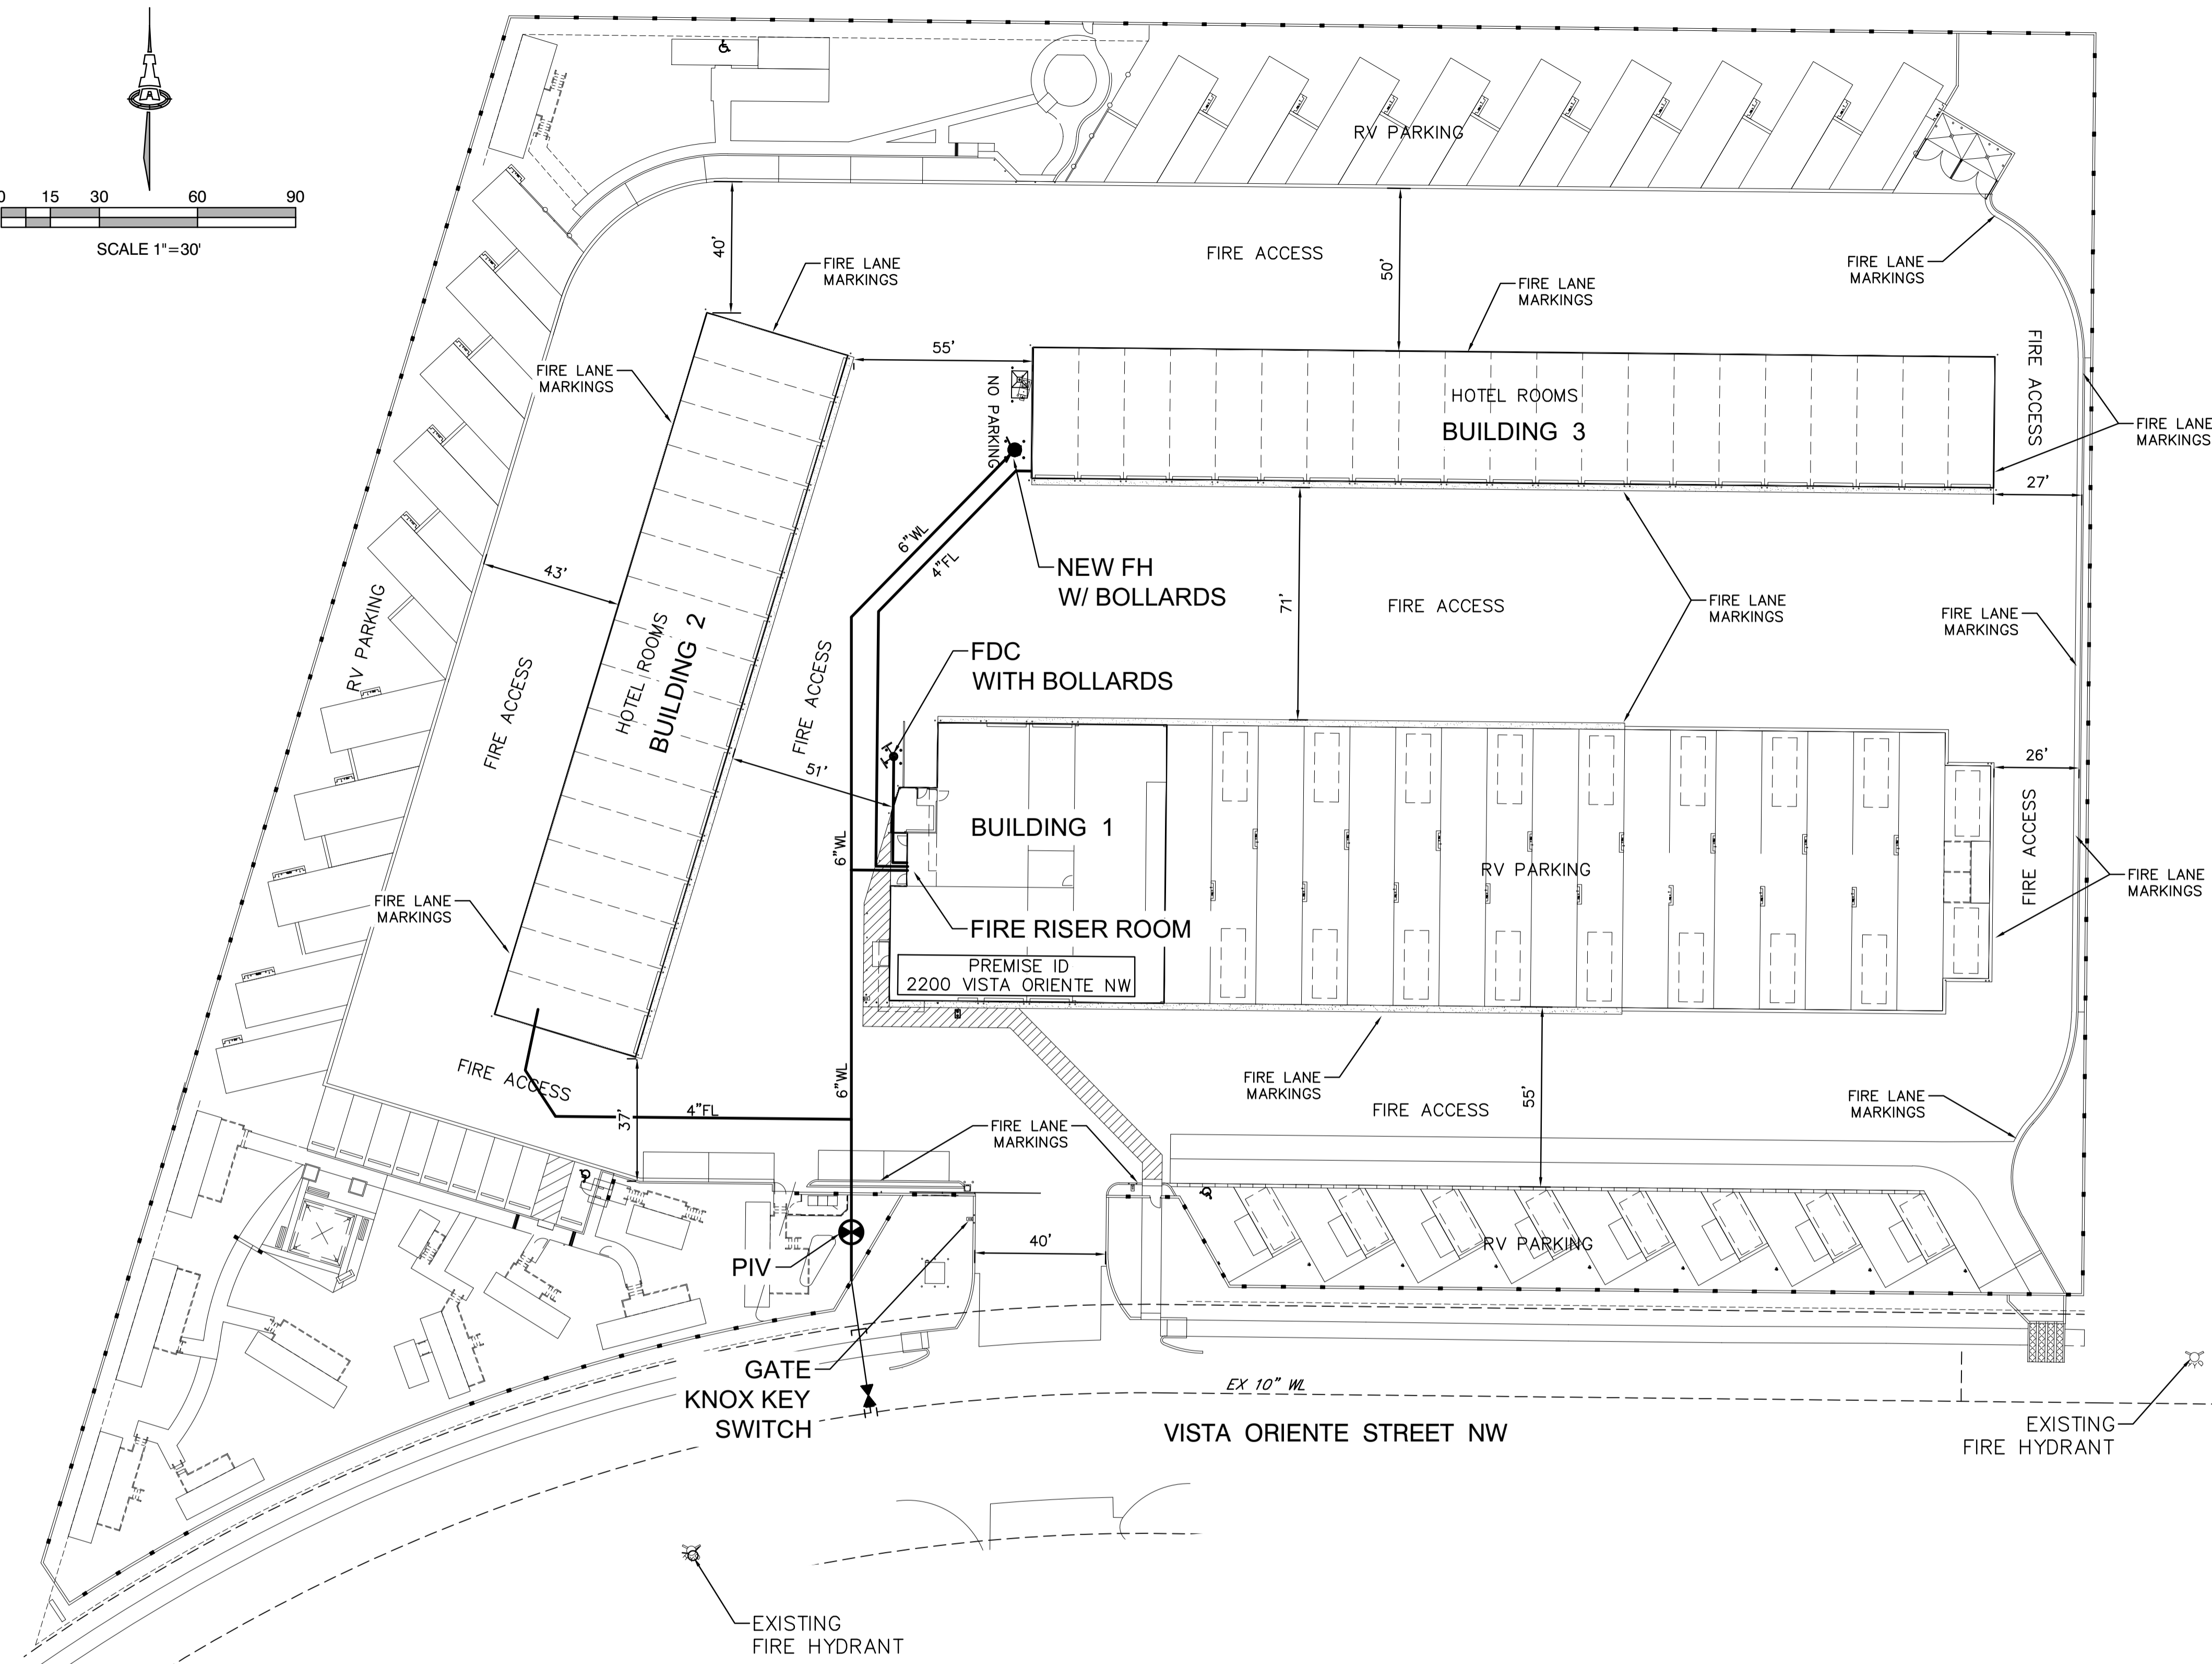 0 15 30 60 90
SCALE 1"=30'
RV PARKING
40'
FIRE LANE
MARKINGS
FIRE ACCESS
50'
FIRE LANE
MARKINGS
FIRE LANE
MARKINGS
FIRE ACCESS
FIRE LANE
MARKINGS
55'
NO PARKING
HOTEL ROOMS
BUILDING 3
FIRE LANE
MARKINGS
27'
6"WL
4"FL
NEW FH
W/ BOLLARDS
43'
RV PARKING
HOTEL ROOMS
BUILDING 2
FIRE ACCESS
FIRE ACCESS
71'
FIRE ACCESS
FIRE LANE
MARKINGS
FIRE LANE
MARKINGS
FDC
WITH BOLLARDS
51'
26'
BUILDING 1
6"WL
RV PARKING
FIRE ACCESS
FIRE LANE
MARKINGS
FIRE LANE
MARKINGS
FIRE RISER ROOM
PREMISE ID
2200 VISTA ORIENTE NW
FIRE ACCESS
6"WL
4"FL
37'
FIRE LANE
MARKINGS
FIRE LANE
MARKINGS
FIRE ACCESS
55'
FIRE LANE
MARKINGS
40'
RV PARKING
PIV
GATE
KNOX KEY
SWITCH
EX 10" WL
VISTA ORIENTE STREET NW
EXISTING
FIRE HYDRANT
EXISTING
FIRE HYDRANT